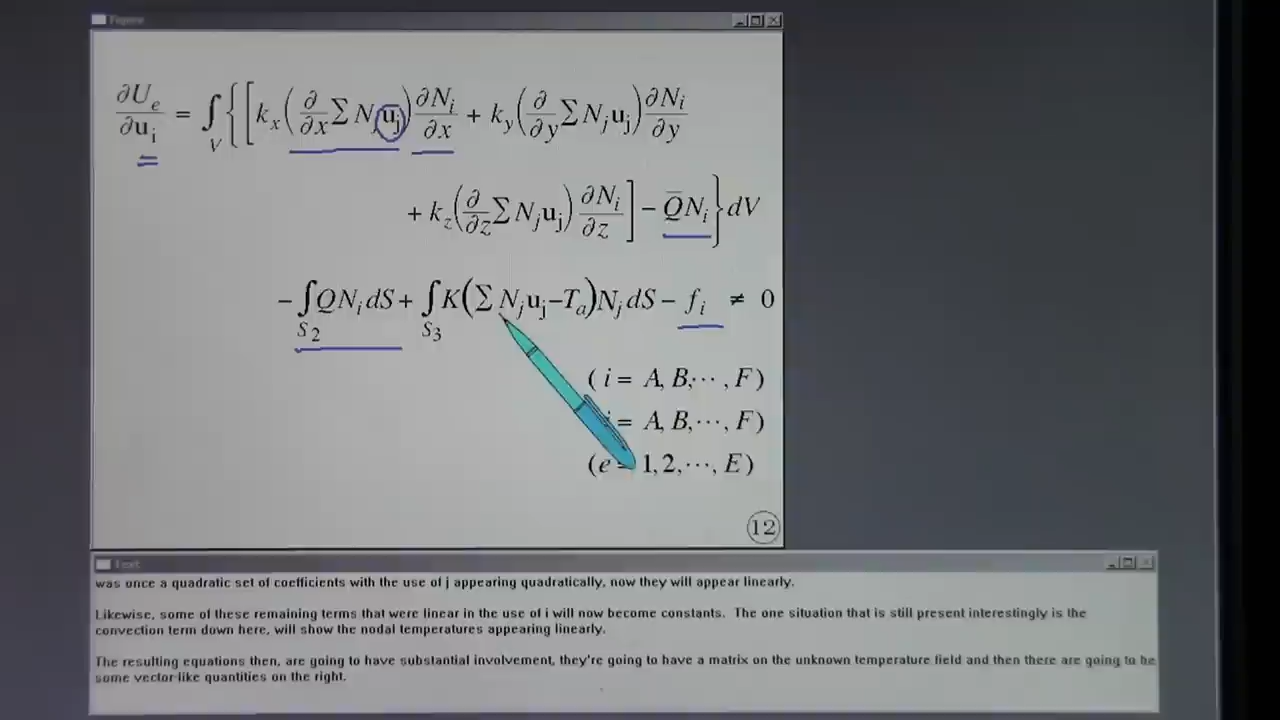 Figure
∂U_e/∂u_i = ∫_V { [ k_x ( ∂/∂x Σ N_j u_j ) ∂N_i/∂x + k_y ( ∂/∂y Σ N_j u_j ) ∂N_i/∂y
+ k_z ( ∂/∂z Σ N_j u_j ) ∂N_i/∂z ] − Q̄N_i } dV
− ∫_{S_2} QN_i dS + ∫_{S_3} K( Σ N_j u_j − T_a ) N_j dS − f_i ≠ 0
( i = A, B, ⋯ , F )
= A, B, ⋯ , F )
(e = 1, 2, ⋯ , E )
12
Text
was once a quadratic set of coefficients with the use of j appearing quadratically, now they will appear linearly.
Likewise, some of these remaining terms that were linear in the use of i will now become constants. The one situation that is still present interestingly is the
convection term down here, will show the nodal temperatures appearing linearly.
The resulting equations then, are going to have substantial involvement, they're going to have a matrix on the unknown temperature field and then there are going to be
some vector-like quantities on the right.